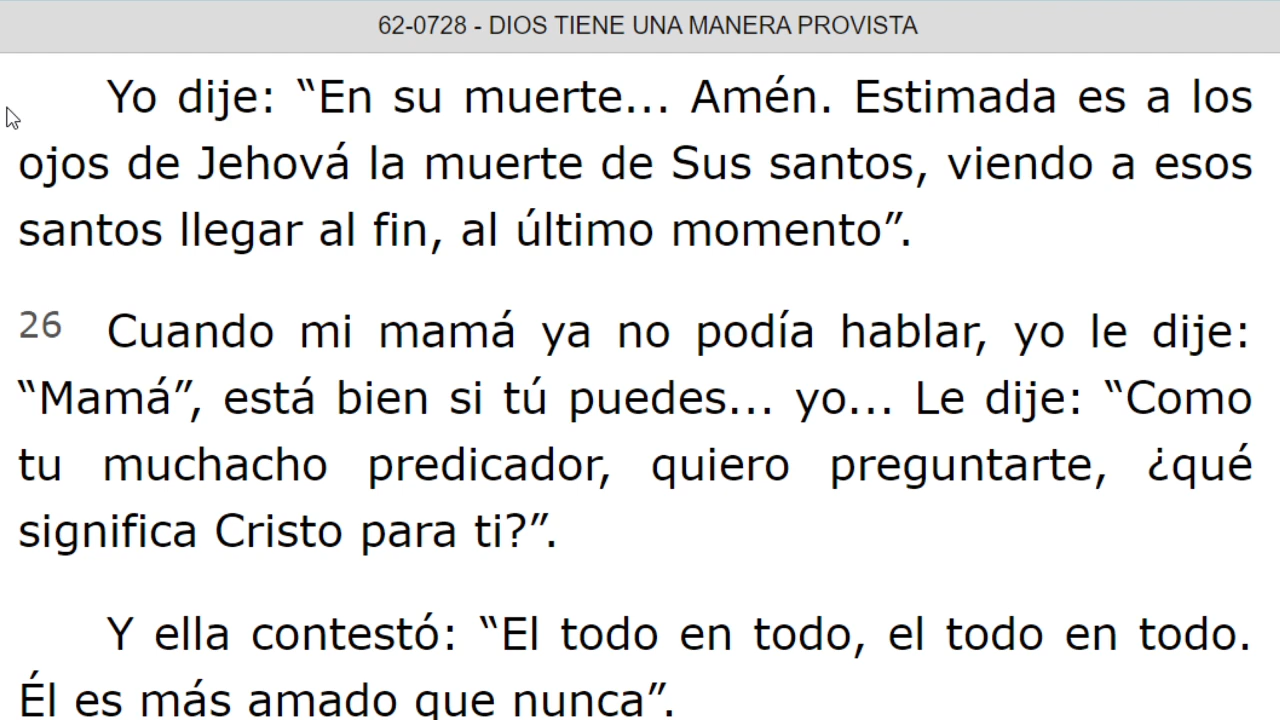 62-0728 - DIOS TIENE UNA MANERA PROVISTA
Yo dije: “En su muerte... Amén. Estimada es a los
ojos de Jehová la muerte de Sus santos, viendo a esos
santos llegar al fin, al último momento”.
26 Cuando mi mamá ya no podía hablar, yo le dije:
“Mamá”, está bien si tú puedes... yo... Le dije: “Como
tu muchacho predicador, quiero preguntarte, ¿qué
significa Cristo para ti?”.
Y ella contestó: “El todo en todo, el todo en todo.
Él es más amado que nunca”.